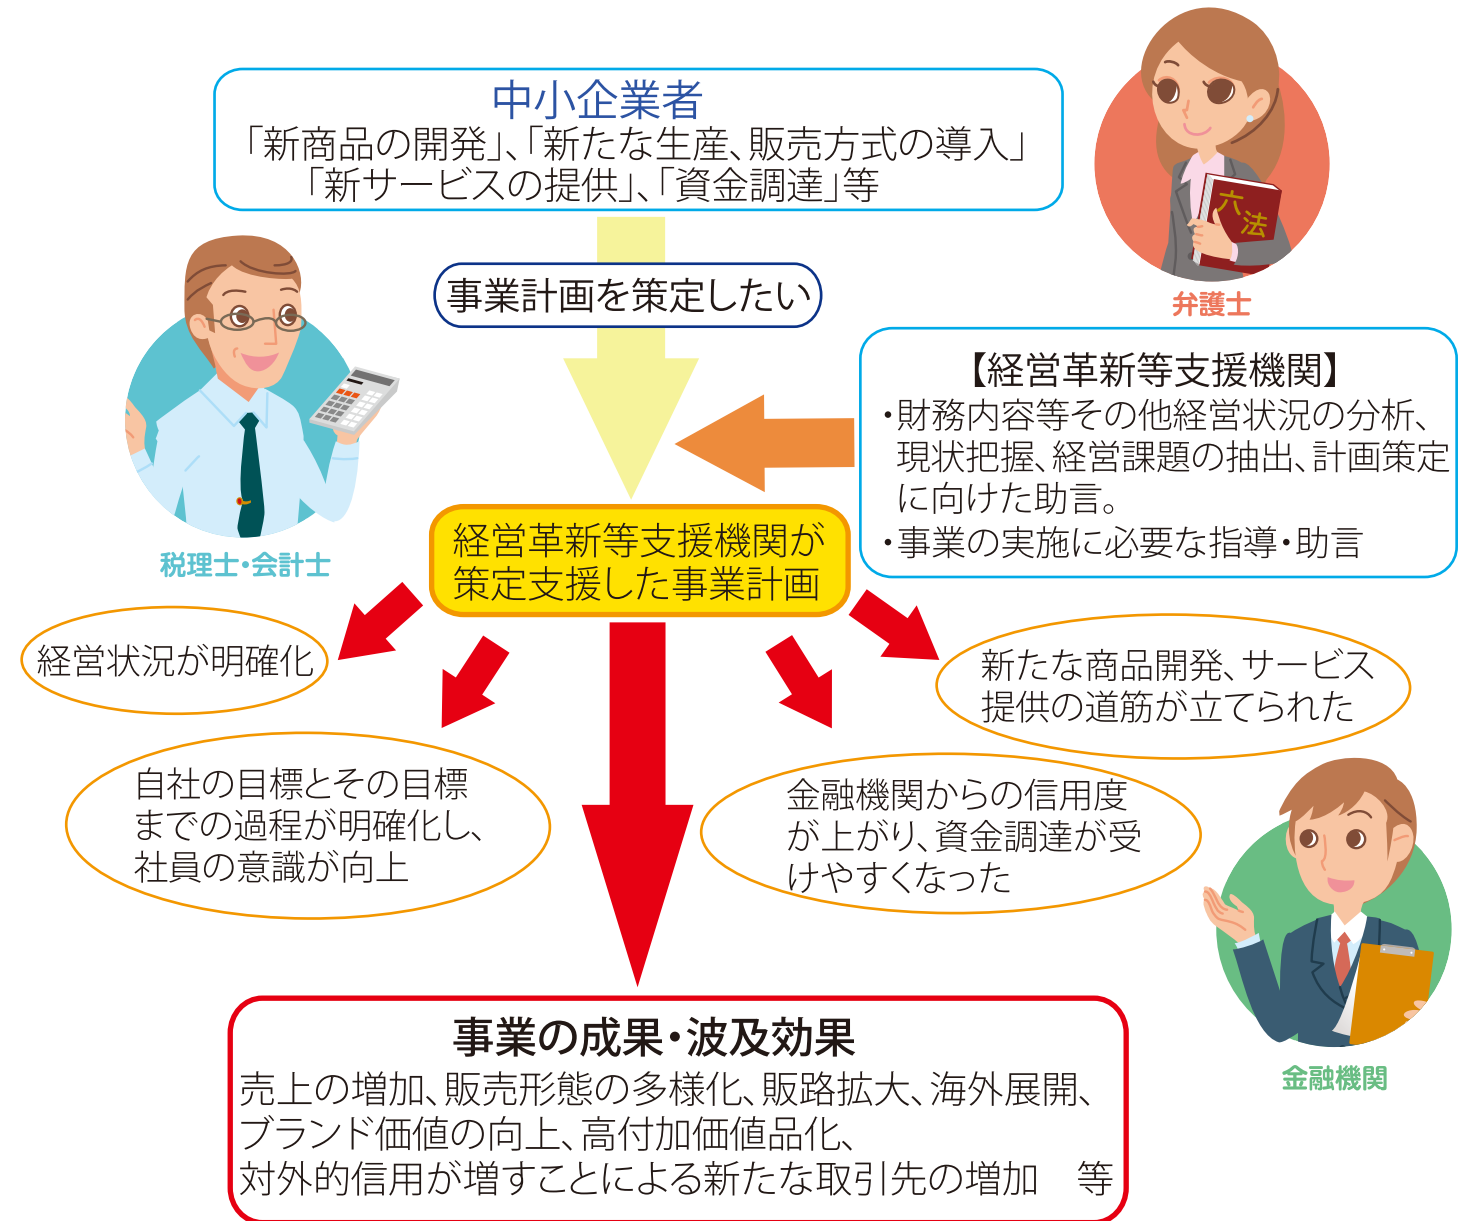 中小企業者
「新商品の開発」、「新たな生産、販売方式の導入」
「新サービスの提供」、「資金調達」等
六法
弁護士
事業計画を策定したい
【経営革新等支援機関】
・財務内容等その他経営状況の分析、
現状把握、経営課題の抽出、計画策定
に向けた助言。
・事業の実施に必要な指導・助言
税理士・会計士
経営革新等支援機関が
策定支援した事業計画
経営状況が明確化
新たな商品開発、サービス
提供の道筋が立てられた
自社の目標とその目標
までの過程が明確化し、
社員の意識が向上
金融機関からの信用度
が上がり、資金調達が受
けやすくなった
金融機関
事業の成果・波及効果
売上の増加、販売形態の多様化、販路拡大、海外展開、
ブランド価値の向上、高付加価値品化、
対外的信用が増すことによる新たな取引先の増加　等